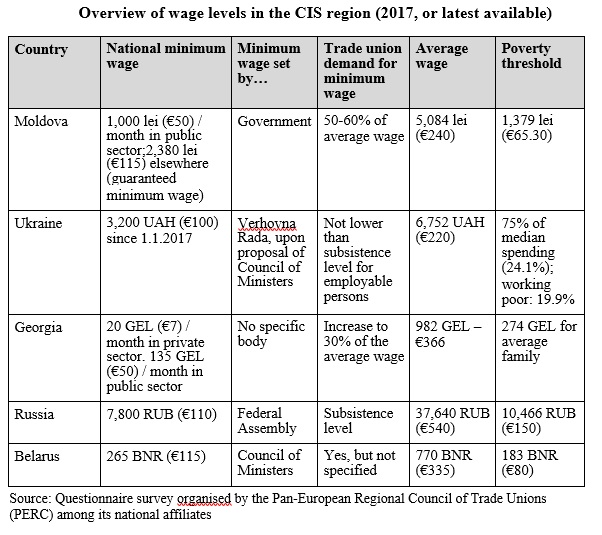 Overview of wage levels in the CIS region (2017, or latest available)
Country
National minimum
wage
Minimum
wage set
by…
Trade union
demand for
minimum
wage
Average
wage
Poverty
threshold
Moldova
1,000 lei (€50) /
month in public
sector;2,380 lei
(€115) elsewhere
(guaranteed
minimum wage)
Government
50-60% of
average wage
5,084 lei
(€240)
1,379 lei
(€65.30)
Ukraine
3,200 UAH (€100)
since 1.1.2017
Verhovna
Rada, upon
proposal of
Council of
Ministers
Not lower
than
subsistence
level for
employable
persons
6,752 UAH
(€220)
75% of
median
spending
(24.1%);
working
poor: 19.9%
Georgia
20 GEL (€7) /
month in private
sector. 135 GEL
(€50) / month in
public sector
No specific
body
Increase to
30% of the
average wage
982 GEL –
€366
274 GEL for
average
family
Russia
7,800 RUB (€110)
Federal
Assembly
Subsistence
level
37,640 RUB
(€540)
10,466 RUB
(€150)
Belarus
265 BNR (€115)
Council of
Ministers
Yes, but not
specified
770 BNR
(€335)
183 BNR
(€80)
Source: Questionnaire survey organised by the Pan-European Regional Council of Trade Unions
(PERC) among its national affiliates